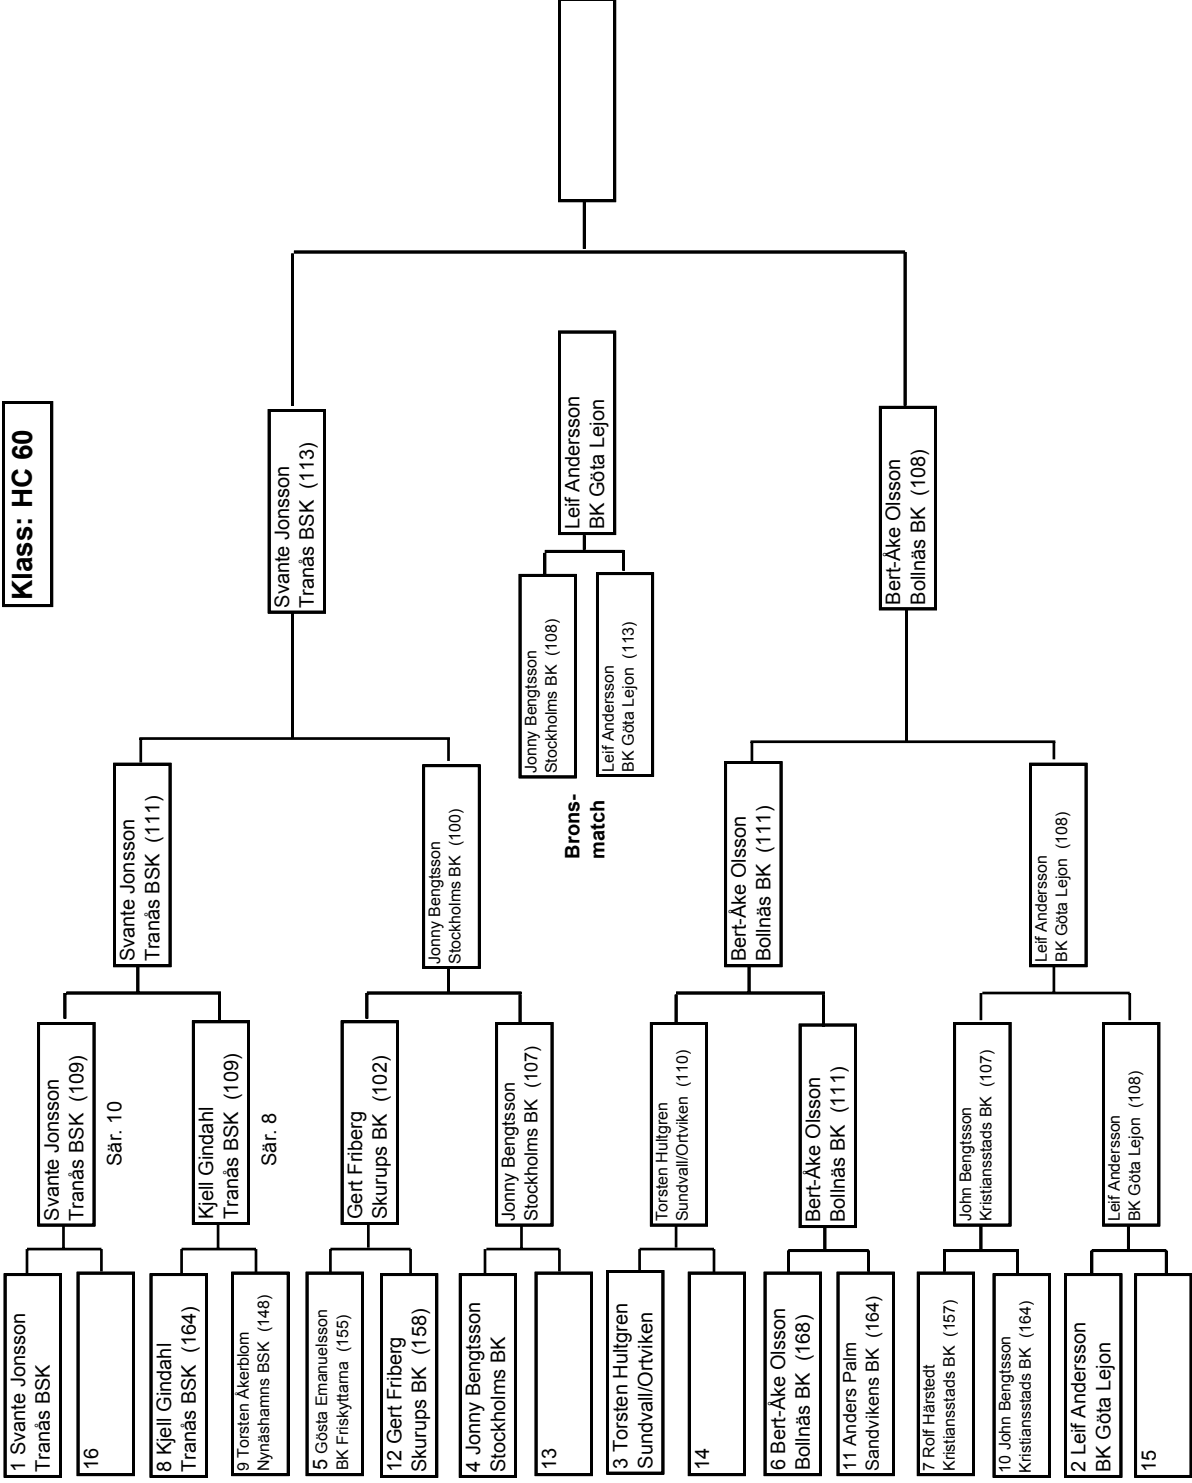 Klass: HC 60
1 Svante Jonsson
Tranås BSK
16
8 Kjell Gindahl
Tranås BSK (164)
9 Torsten Åkerblom
Nynäshamns BSK (148)
5 Gösta Emanuelsson
BK Friskyttarna (155)
12 Gert Friberg
Skurups BK (158)
4 Jonny Bengtsson
Stockholms BK
13
3 Torsten Hultgren
Sundvall/Ortviken
14
6 Bert-Åke Olsson
Bollnäs BK (168)
11 Anders Palm
Sandvikens BK (164)
7 Rolf Härstedt
Kristiansstads BK (157)
10 John Bengtsson
Kristiansstads BK (164)
2 Leif Andersson
BK Göta Lejon
15
Svante Jonsson
Tranås BSK (109)
Sär. 10
Kjell Gindahl
Tranås BSK (109)
Sär. 8
Gert Friberg
Skurups BK (102)
Jonny Bengtsson
Stockholms BK (107)
Torsten Hultgren
Sundvall/Ortviken (110)
Bert-Åke Olsson
Bollnäs BK (111)
John Bengtsson
Kristiansstads BK (107)
Leif Andersson
BK Göta Lejon (108)
Svante Jonsson
Tranås BSK (111)
Jonny Bengtsson
Stockholms BK (100)
Bert-Åke Olsson
Bollnäs BK (111)
Leif Andersson
BK Göta Lejon (108)
Svante Jonsson
Tranås BSK (113)
Bert-Åke Olsson
Bollnäs BK (108)
Brons-
match
Jonny Bengtsson
Stockholms BK (108)
Leif Andersson
BK Göta Lejon (113)
Leif Andersson
BK Göta Lejon